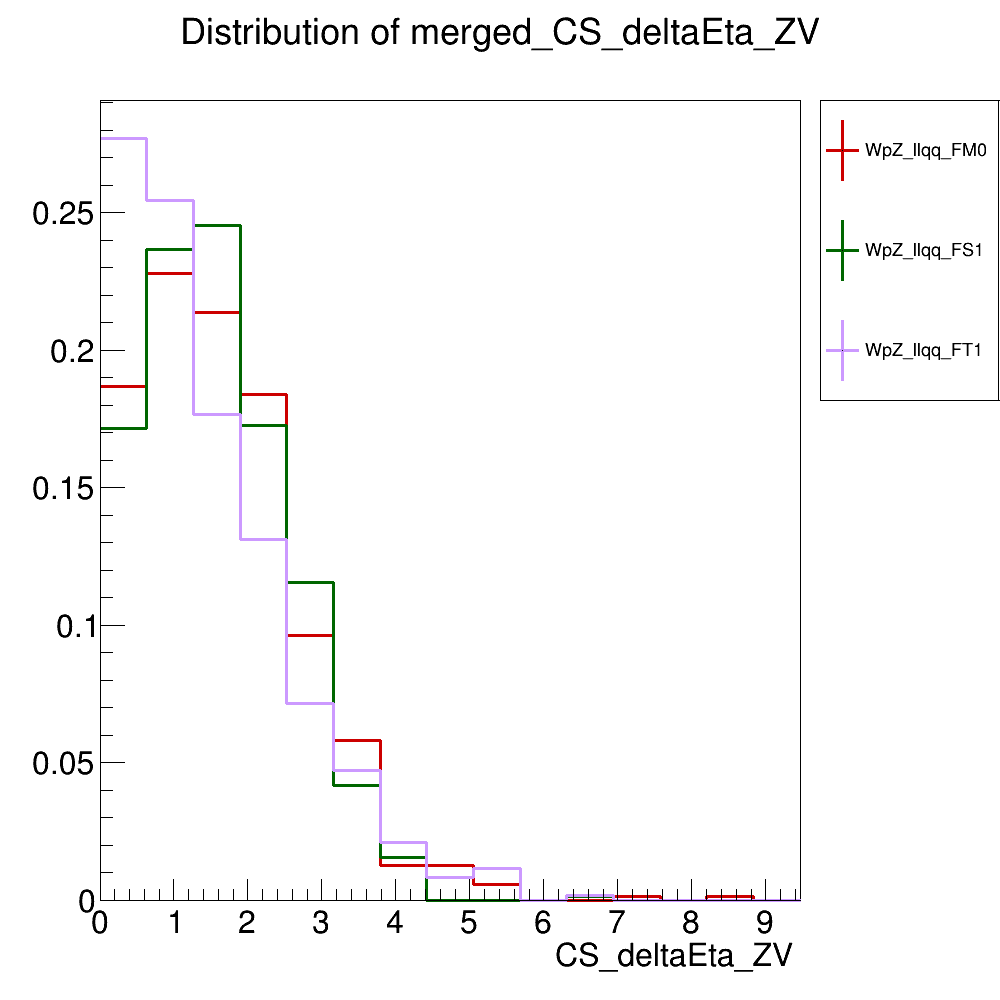 Distribution of merged_CS_deltaEta_ZV
WpZ_llqq_FM0
WpZ_llqq_FS1
WpZ_llqq_FT1
0.25
0.2
0.15
0.1
0.05
0
0 1 2 3 4 5 6 7 8 9
CS_deltaEta_ZV